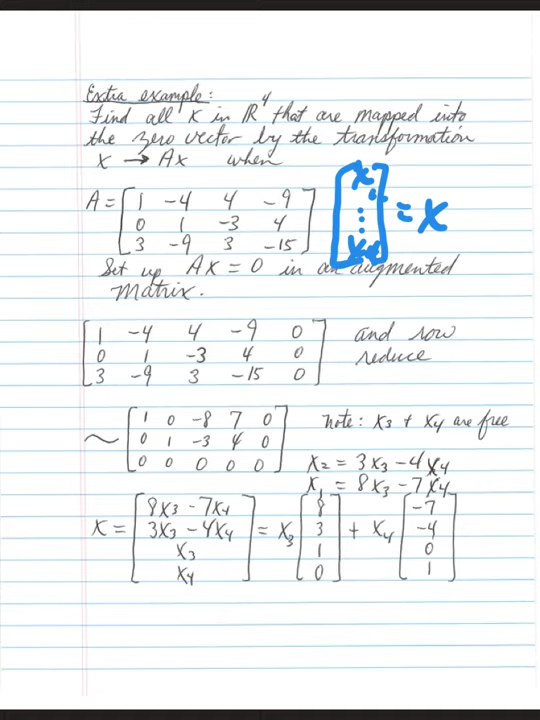 Extra example:
Find all x in ℝ⁴ that are mapped into
the zero vector by the transformation
x → Ax when
A = [1 -4 4 -9
0 1 -3 4
3 -9 3 -15] [x₁ ⋮ x₄] = x
Set up Ax = 0 in an augmented
Matrix.
[1 -4 4 -9 0 and row
0 1 -3 4 0 reduce
3 -9 3 -15 0]
~ [1 0 -8 7 0 note: x3 + x4 are free
0 1 -3 4 0
0 0 0 0 0] x2 = 3x3 - 4x4
x1 = 8x3 - 7x4
x = [8x3 - 7x4
3x3 - 4x4
x3
x4] = x3 [8
3
1
0] + x4 [-7
-4
0
1]